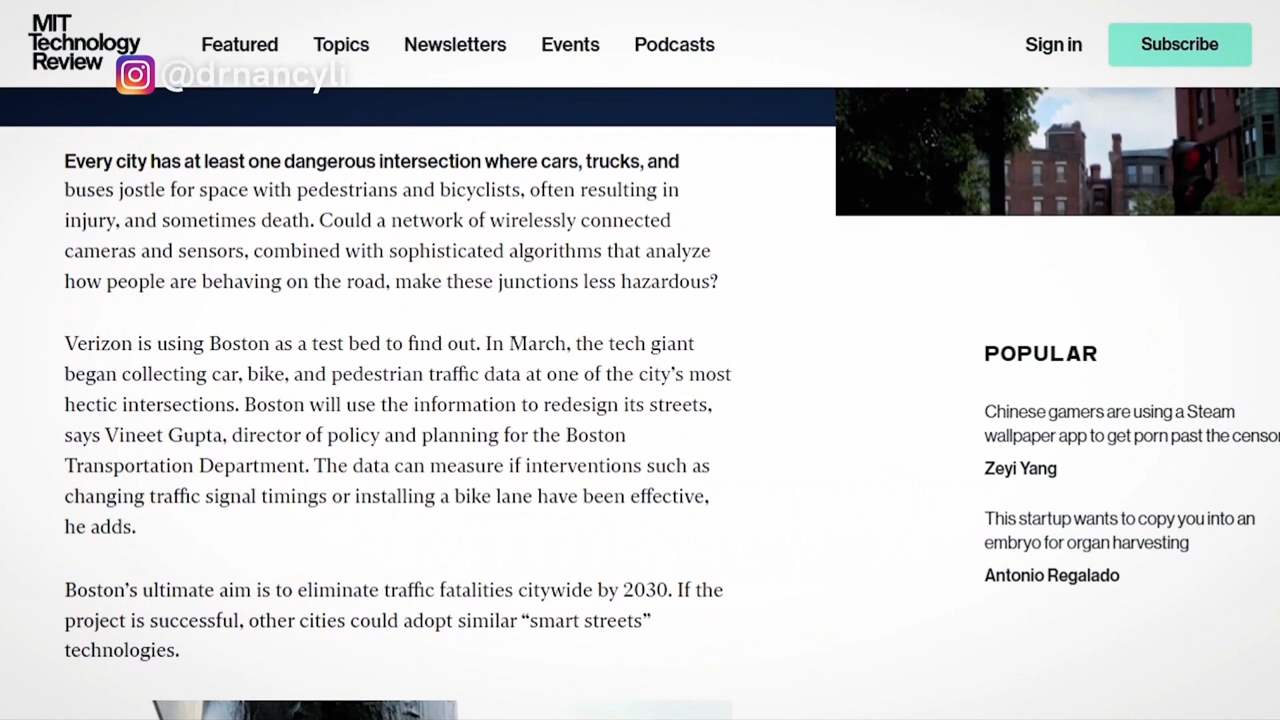 MIT
Technology
Review
Featured
Topics
Newsletters
Events
Podcasts
Sign in
Subscribe
@drnancyli
Every city has at least one dangerous intersection where cars, trucks, and
buses jostle for space with pedestrians and bicyclists, often resulting in
injury, and sometimes death. Could a network of wirelessly connected
cameras and sensors, combined with sophisticated algorithms that analyze
how people are behaving on the road, make these junctions less hazardous?
Verizon is using Boston as a test bed to find out. In March, the tech giant
began collecting car, bike, and pedestrian traffic data at one of the city’s most
hectic intersections. Boston will use the information to redesign its streets,
says Vineet Gupta, director of policy and planning for the Boston
Transportation Department. The data can measure if interventions such as
changing traffic signal timings or installing a bike lane have been effective,
he adds.
Boston’s ultimate aim is to eliminate traffic fatalities citywide by 2030. If the
project is successful, other cities could adopt similar “smart streets”
technologies.
POPULAR
Chinese gamers are using a Steam
wallpaper app to get porn past the censor
Zeyi Yang
This startup wants to copy you into an
embryo for organ harvesting
Antonio Regalado